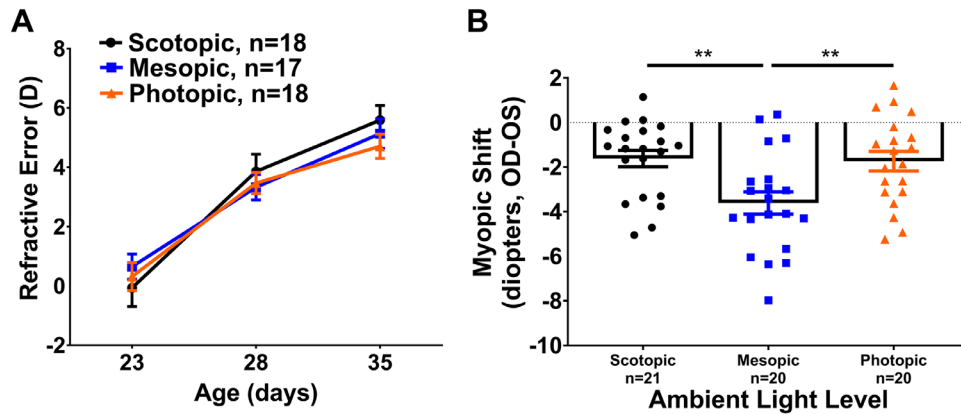 A
Scotopic, n=18
Mesopic, n=17
Photopic, n=18
Refractive Error (D)
8
6
4
2
0
-2
23
28
35
Age (days)
B
**
**
Myopic Shift
(diopters, OD-OS)
2
0
-2
-4
-6
-8
-10
Scotopic
n=21
Mesopic
n=20
Photopic
n=20
Ambient Light Level